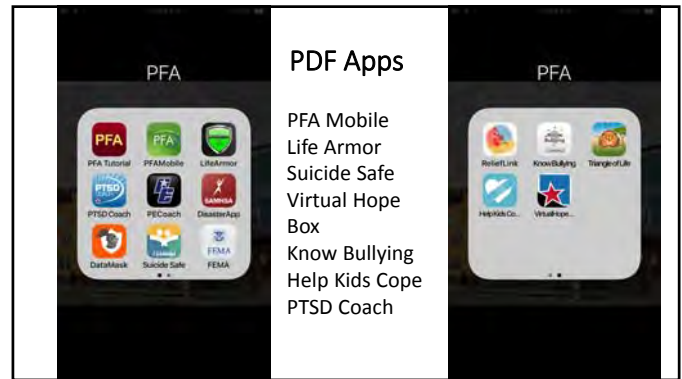 PFA
PFA
PFA Tutorial
PFA
PFAMobile
LifeArmor
PTSD
PTSD Coach
PE
PECoach
SAMHSA
DisasterApp
DataMask
Suicide Safe
FEMA
FEMA
PDF Apps
PFA Mobile
Life Armor
Suicide Safe
Virtual Hope
Box
Know Bullying
Help Kids Cope
PTSD Coach
PFA
ReliefLink
KnowBullying
Triangle of Life
HelpKidsCo...
VirtualHope...